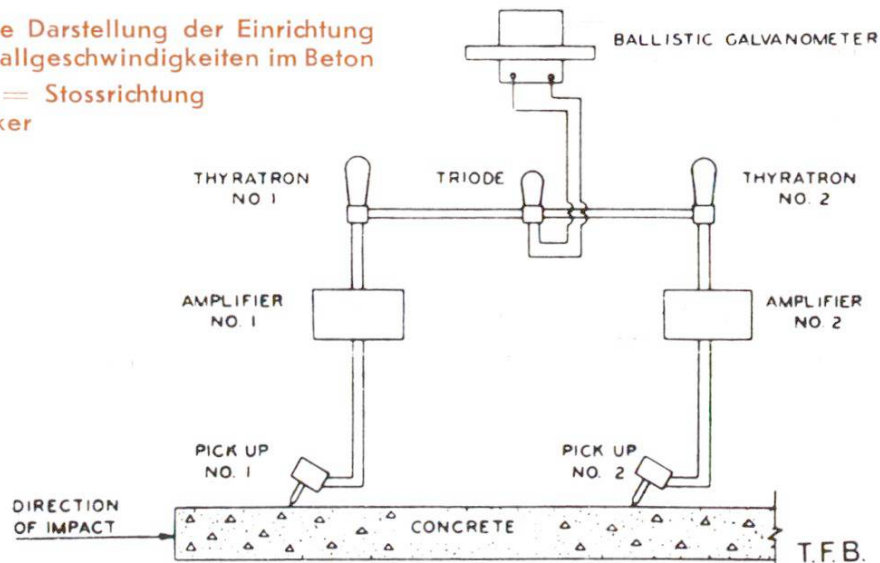 e Darstellung der Einrichtung
allgeschwindigkeiten im Beton
= Stossrichtung
ker
BALLISTIC GALVANOMETER
THYRATRON
NO. 1
TRIODE
THYRATRON
NO. 2
AMPLIFIER
NO. 1
AMPLIFIER
NO. 2
PICK UP
NO. 1
PICK UP
NO. 2
DIRECTION
OF IMPACT
CONCRETE
T.F.B.